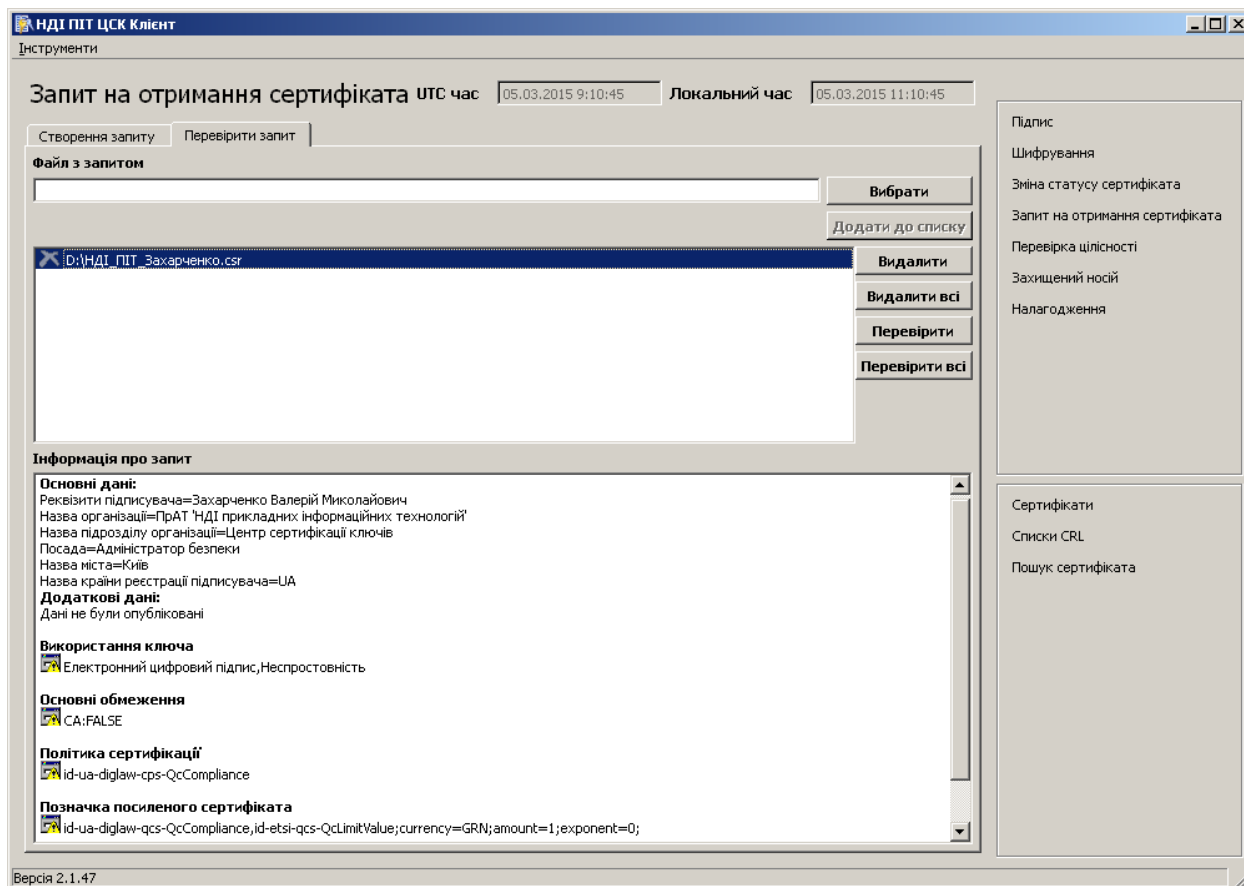 НДІ ПІТ ЦСК Клієнт
Інструменти
Запит на отримання сертифіката UTC час 05.03.2015 9:10:45 Локальний час 05.03.2015 11:10:45
Створення запиту Перевірити запит
Файл з запитом
Вибрати
Додати до списку
D:\НДІ_ПІТ_Захарченко.csr
Видалити
Видалити всі
Перевірити
Перевірити всі
Інформація про запит
Основні дані:
Реквізити підписувача=Захарченко Валерій Миколайович
Назва організації=ПрАТ 'НДІ прикладних інформаційних технологій'
Назва підрозділу організації=Центр сертифікації ключів
Посада=Адміністратор безпеки
Назва міста=Київ
Назва країни реєстрації підписувача=UA
Додаткові дані:
Дані не були опубліковані
Використання ключа
Електронний цифровий підпис,Неспростовність
Основні обмеження
CA:FALSE
Політика сертифікації
id-ua-diglaw-cps-QcCompliance
Позначка посиленого сертифіката
id-ua-diglaw-qcs-QcCompliance,id-etsi-qcs-QcLimitValue;currency=GRN;amount=1;exponent=0;
Підпис
Шифрування
Зміна статусу сертифіката
Запит на отримання сертифіката
Перевірка цілісності
Захищений носій
Налагодження
Сертифікати
Списки CRL
Пошук сертифіката
Версія 2.1.47